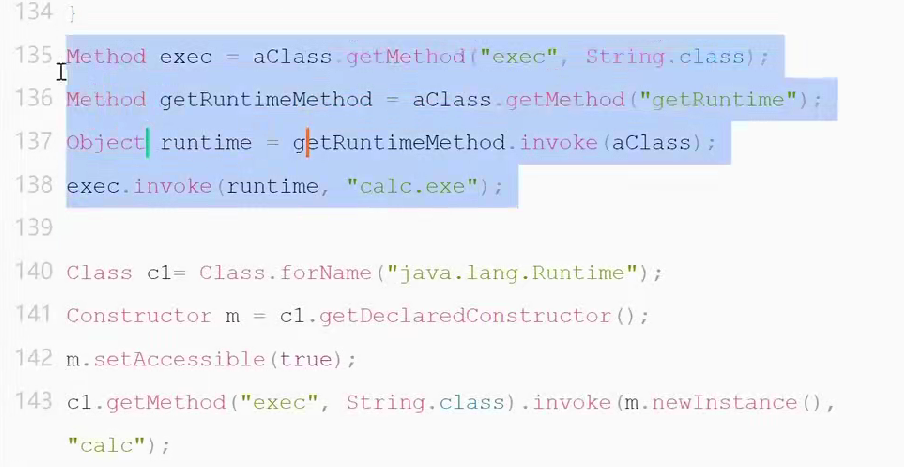 134 }
135 Method exec = aClass.getMethod("exec", String.class);
136 Method getRuntimeMethod = aClass.getMethod("getRuntime");
137 Object runtime = getRuntimeMethod.invoke(aClass);
138 exec.invoke(runtime, "calc.exe");
139
140 Class c1= Class.forName("java.lang.Runtime");
141 Constructor m = c1.getDeclaredConstructor();
142 m.setAccessible(true);
143 c1.getMethod("exec", String.class).invoke(m.newInstance(),
"calc");